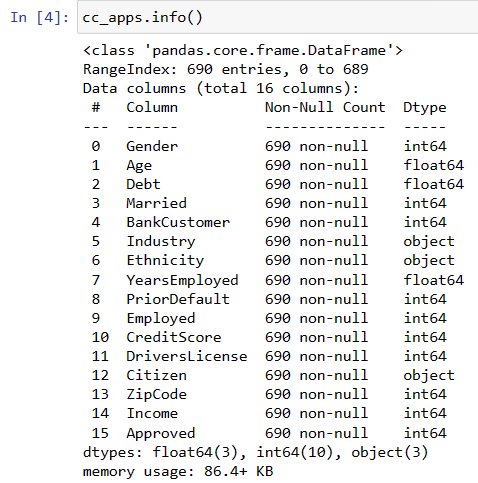 In [4]: cc_apps.info()
<class 'pandas.core.frame.DataFrame'>
RangeIndex: 690 entries, 0 to 689
Data columns (total 16 columns):
 #   Column          Non-Null Count  Dtype
---  ------          --------------  -----
 0   Gender          690 non-null    int64
 1   Age             690 non-null    float64
 2   Debt            690 non-null    float64
 3   Married         690 non-null    int64
 4   BankCustomer    690 non-null    int64
 5   Industry        690 non-null    object
 6   Ethnicity       690 non-null    object
 7   YearsEmployed   690 non-null    float64
 8   PriorDefault    690 non-null    int64
 9   Employed        690 non-null    int64
 10  CreditScore     690 non-null    int64
 11  DriversLicense  690 non-null    int64
 12  Citizen         690 non-null    object
 13  ZipCode         690 non-null    int64
 14  Income          690 non-null    int64
 15  Approved        690 non-null    int64
dtypes: float64(3), int64(10), object(3)
memory usage: 86.4+ KB